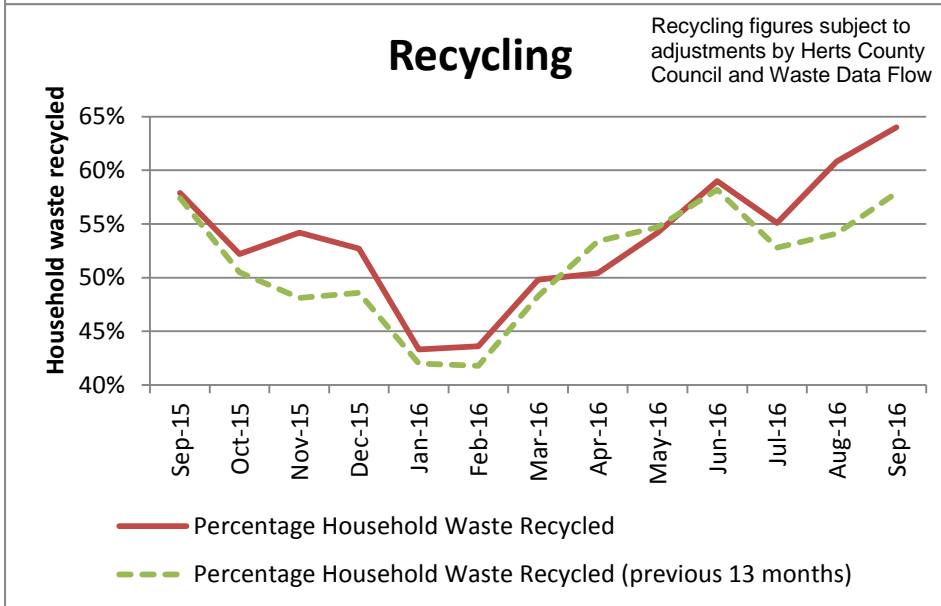 Recycling
Recycling figures subject to
adjustments by Herts County
Council and Waste Data Flow
Household waste recycled
65%
60%
55%
50%
45%
40%
Sep-15
Oct-15
Nov-15
Dec-15
Jan-16
Feb-16
Mar-16
Apr-16
May-16
Jun-16
Jul-16
Aug-16
Sep-16
Percentage Household Waste Recycled
Percentage Household Waste Recycled (previous 13 months)